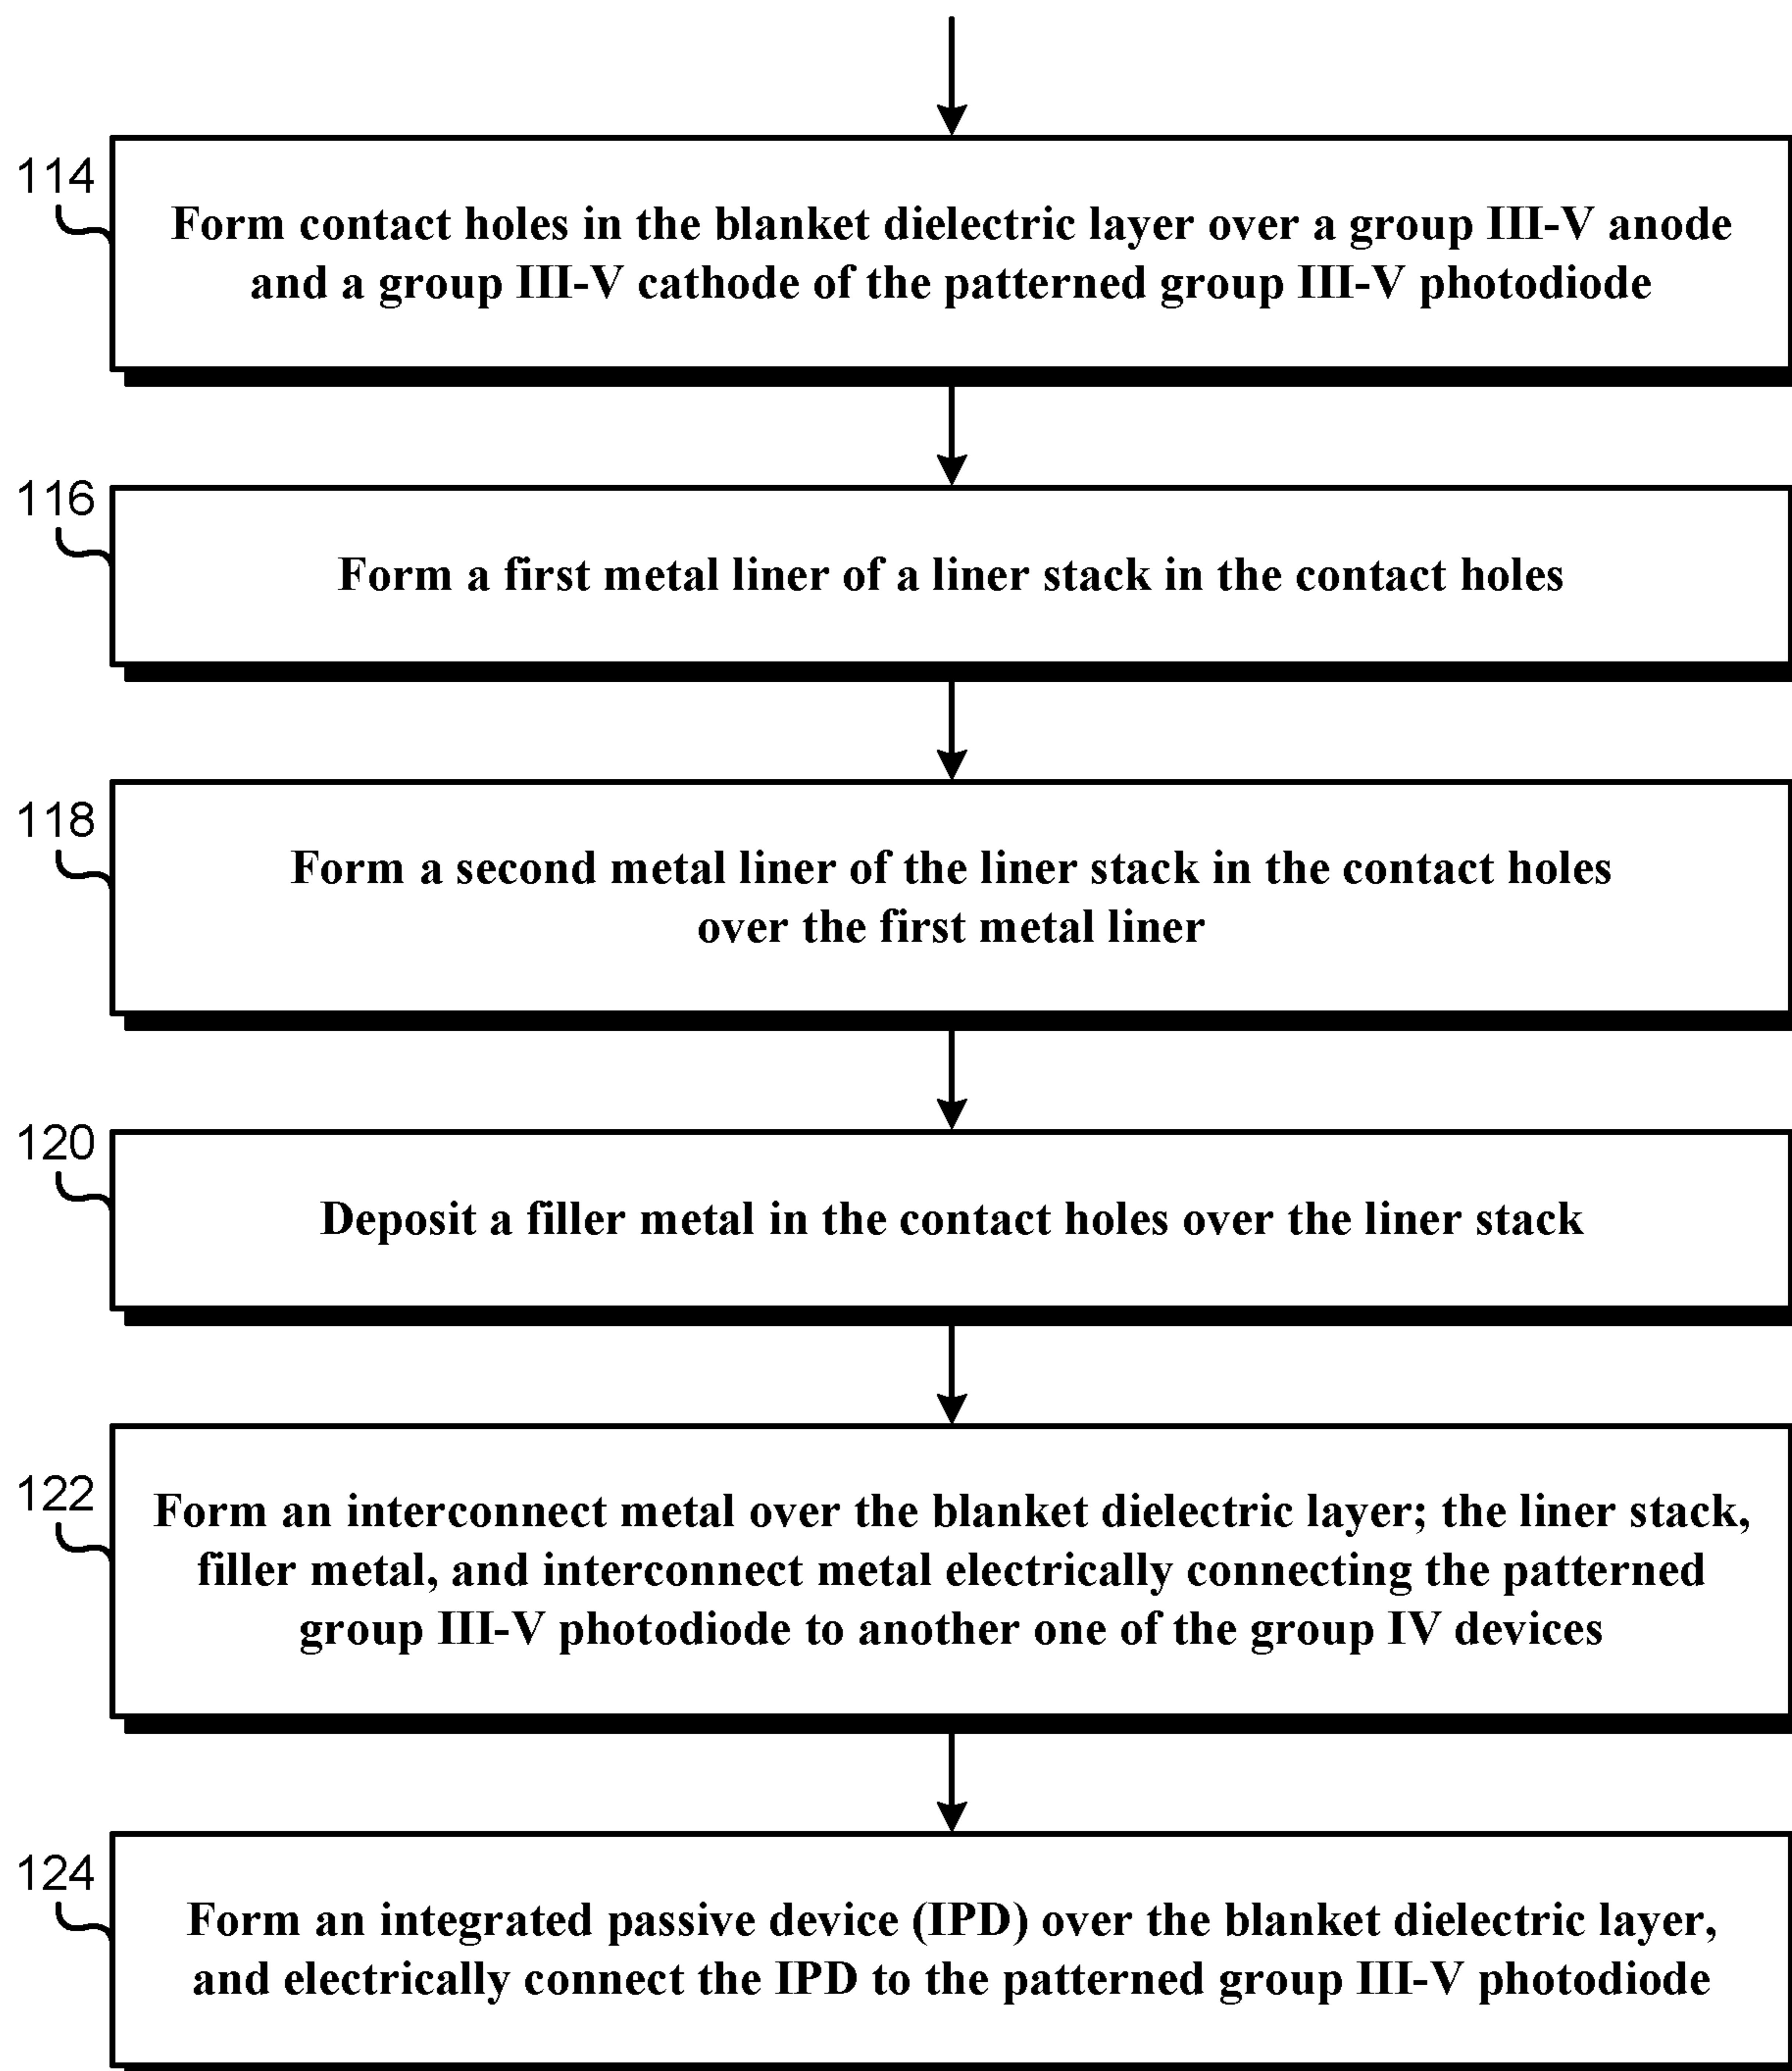 114
Form contact holes in the blanket dielectric layer over a group III-V anode
and a group III-V cathode of the patterned group III-V photodiode
116
Form a first metal liner of a liner stack in the contact holes
118
Form a second metal liner of the liner stack in the contact holes
over the first metal liner
120
Deposit a filler metal in the contact holes over the liner stack
122
Form an interconnect metal over the blanket dielectric layer; the liner stack,
filler metal, and interconnect metal electrically connecting the patterned
group III-V photodiode to another one of the group IV devices
124
Form an integrated passive device (IPD) over the blanket dielectric layer,
and electrically connect the IPD to the patterned group III-V photodiode